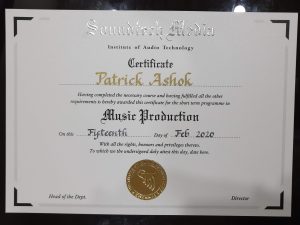 Soundtech Media
Institute of Audio Technology
Certificate
Patrick Ashok
Having completed the necessary course and having fulfilled all the other
requirements is hereby awarded this certificate for the short term programme in
Music Production
On this Fifteenth Day of Feb 2020
With all the rights, honours and privileges thereto.
To which we the undersigned duly attest this day, date here.
Head of the Dept.
Director